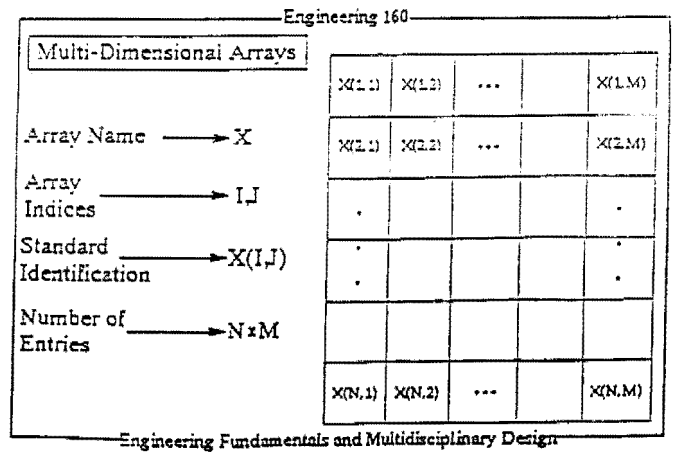 Engineering 160
Multi-Dimensional Arrays
Array Name X
Array
Indices
I,J
Standard
Identification
X(I,J)
Number of
Entries
N x M
X(1,1) X(1,2) ... X(1,M)
X(2,1) X(2,2) ... X(2,M)
X(N,1) X(N,2) ... X(N,M)
Engineering Fundamentals and Multidisciplinary Design